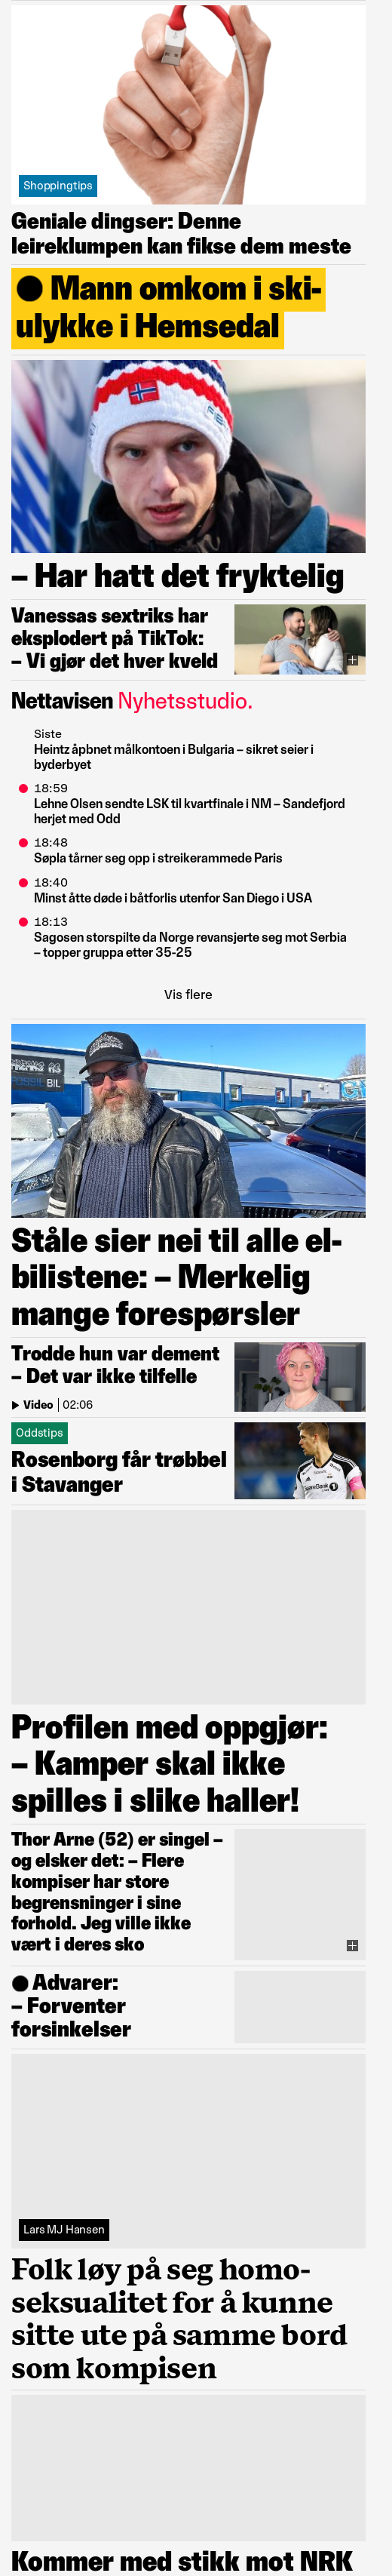 Shoppingtips
Geniale dingser: Denne
leireklumpen kan fikse dem meste
Mann omkom i ski-
ulykke i Hemsedal
– Har hatt det fryktelig
Vanessas sextriks har
eksplodert på TikTok:
– Vi gjør det hver kveld
Nettavisen Nyhetsstudio.
Siste
Heintz åpbnet målkontoen i Bulgaria – sikret seier i
byderbyet
18:59
Lehne Olsen sendte LSK til kvartfinale i NM – Sandefjord
herjet med Odd
18:48
Søpla tårner seg opp i streikerammede Paris
18:40
Minst åtte døde i båtforlis utenfor San Diego i USA
18:13
Sagosen storspilte da Norge revansjerte seg mot Serbia
– topper gruppa etter 35-25
Vis flere
BIL
Ståle sier nei til alle el-
bilistene: – Merkelig
mange forespørsler
Trodde hun var dement
– Det var ikke tilfelle
Video 02:06
Oddstips
Rosenborg får trøbbel
i Stavanger
Profilen med oppgjør:
– Kamper skal ikke
spilles i slike haller!
Thor Arne (52) er singel –
og elsker det: – Flere
kompiser har store
begrensninger i sine
forhold. Jeg ville ikke
vært i deres sko
Advarer:
– Forventer
forsinkelser
Lars MJ Hansen
Folk løy på seg homo-
seksualitet for å kunne
sitte ute på samme bord
som kompisen
Kommer med stikk mot NRK